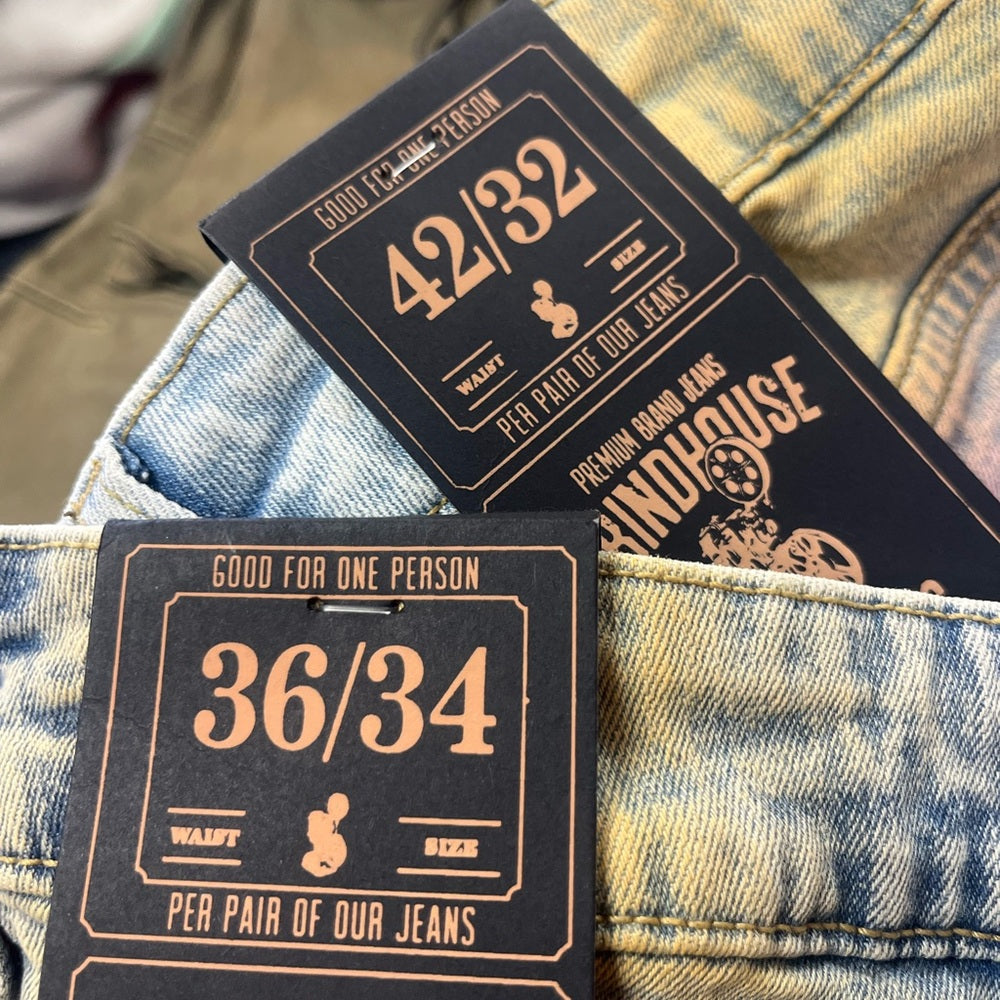 GOOD FOR ONE PERSON
42/32
WAIST SIZE
PER PAIR OF OUR JEANS
PREMIUM BRAND JEANS
RINDHOUSE
GOOD FOR ONE PERSON
36/34
WAIST SIZE
PER PAIR OF OUR JEANS